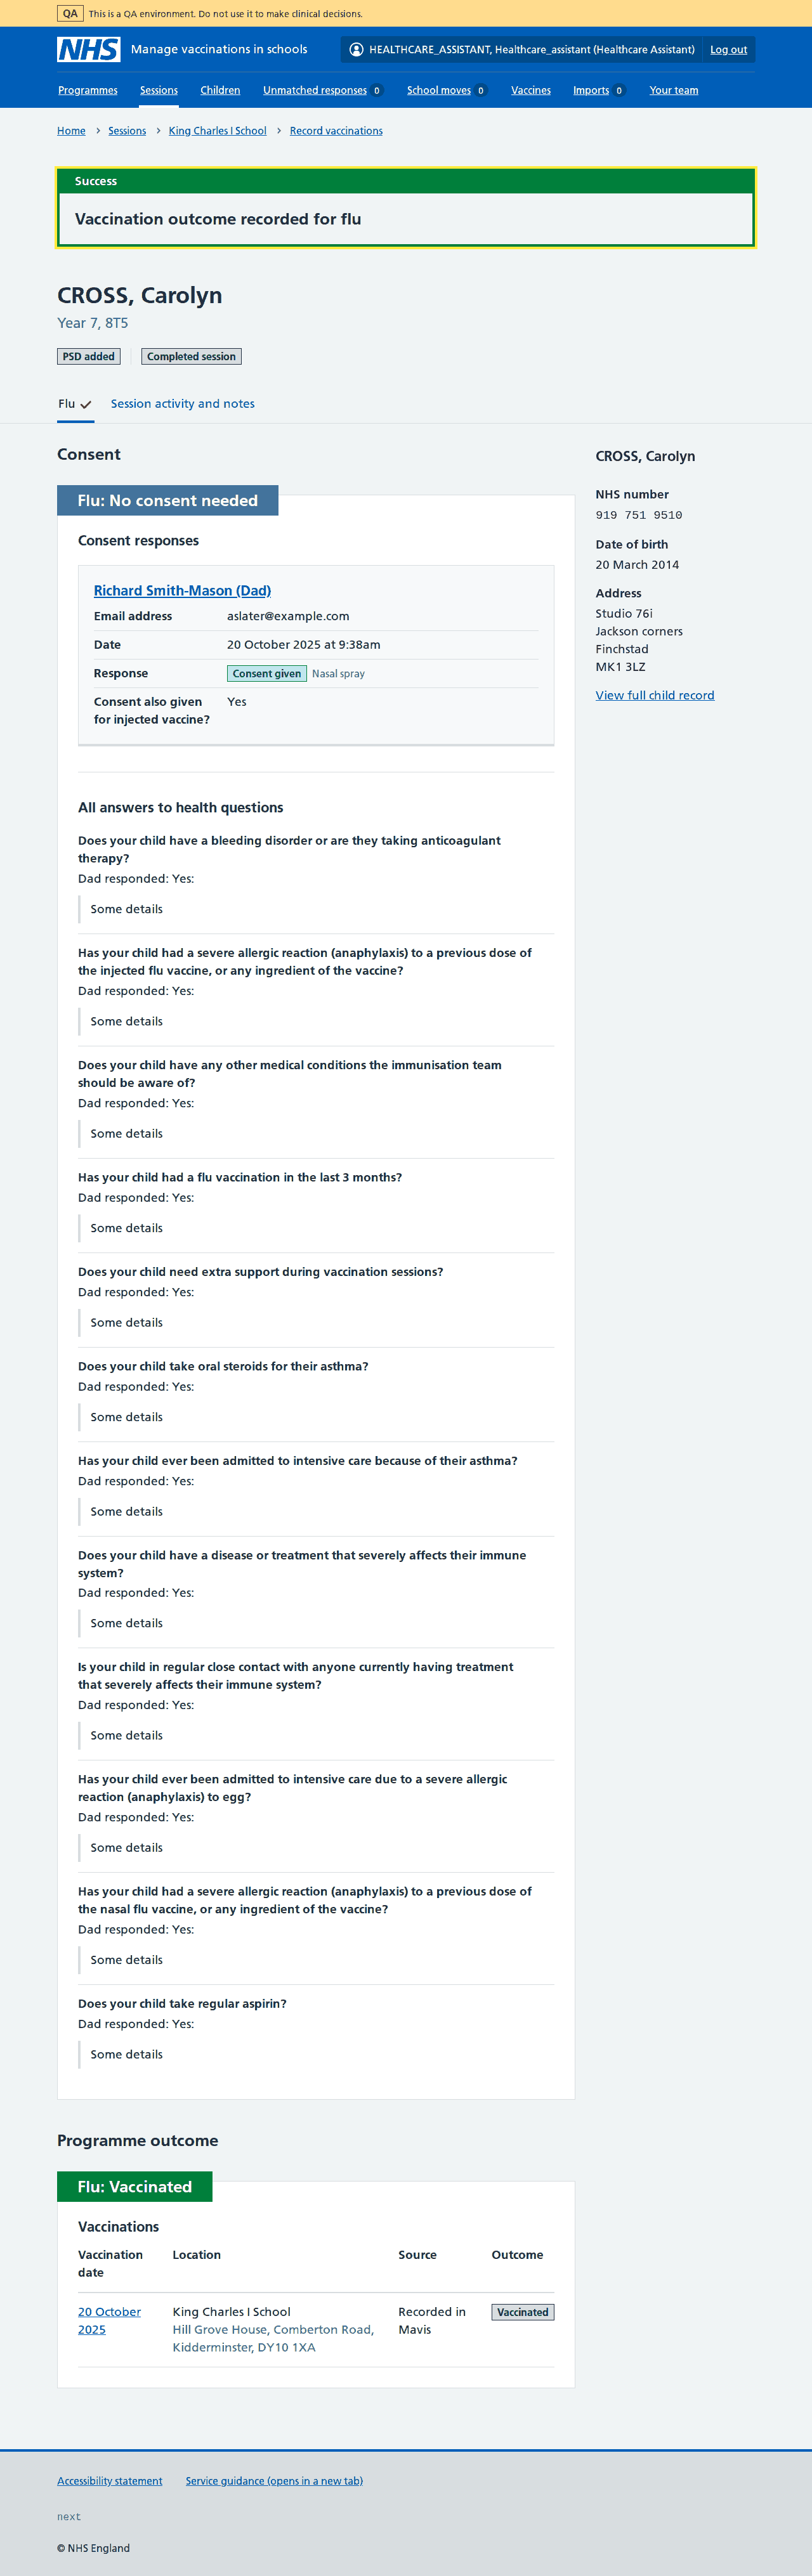 QA This is a QA environment. Do not use it to make clinical decisions.
NHS Manage vaccinations in schools
HEALTHCARE_ASSISTANT, Healthcare_assistant (Healthcare Assistant) Log out
Programmes Sessions Children Unmatched responses 0 School moves 0 Vaccines Imports 0 Your team
Home > Sessions > King Charles I School > Record vaccinations
Success
Vaccination outcome recorded for flu
CROSS, Carolyn
Year 7, 8T5
PSD added Completed session
Flu Session activity and notes
Consent
Flu: No consent needed
Consent responses
Richard Smith-Mason (Dad)
Email address aslater@example.com
Date 20 October 2025 at 9:38am
Response Consent given Nasal spray
Consent also given Yes
for injected vaccine?
All answers to health questions
Does your child have a bleeding disorder or are they taking anticoagulant
therapy?
Dad responded: Yes:
Some details
Has your child had a severe allergic reaction (anaphylaxis) to a previous dose of
the injected flu vaccine, or any ingredient of the vaccine?
Dad responded: Yes:
Some details
Does your child have any other medical conditions the immunisation team
should be aware of?
Dad responded: Yes:
Some details
Has your child had a flu vaccination in the last 3 months?
Dad responded: Yes:
Some details
Does your child need extra support during vaccination sessions?
Dad responded: Yes:
Some details
Does your child take oral steroids for their asthma?
Dad responded: Yes:
Some details
Has your child ever been admitted to intensive care because of their asthma?
Dad responded: Yes:
Some details
Does your child have a disease or treatment that severely affects their immune
system?
Dad responded: Yes:
Some details
Is your child in regular close contact with anyone currently having treatment
that severely affects their immune system?
Dad responded: Yes:
Some details
Has your child ever been admitted to intensive care due to a severe allergic
reaction (anaphylaxis) to egg?
Dad responded: Yes:
Some details
Has your child had a severe allergic reaction (anaphylaxis) to a previous dose of
the nasal flu vaccine, or any ingredient of the vaccine?
Dad responded: Yes:
Some details
Does your child take regular aspirin?
Dad responded: Yes:
Some details
CROSS, Carolyn
NHS number
919 751 9510
Date of birth
20 March 2014
Address
Studio 76i
Jackson corners
Finchstad
MK1 3LZ
View full child record
Programme outcome
Flu: Vaccinated
Vaccinations
Vaccination Location Source Outcome
date
20 October King Charles I School Recorded in Vaccinated
2025 Hill Grove House, Comberton Road, Mavis
Kidderminster, DY10 1XA
Accessibility statement Service guidance (opens in a new tab)
next
© NHS England